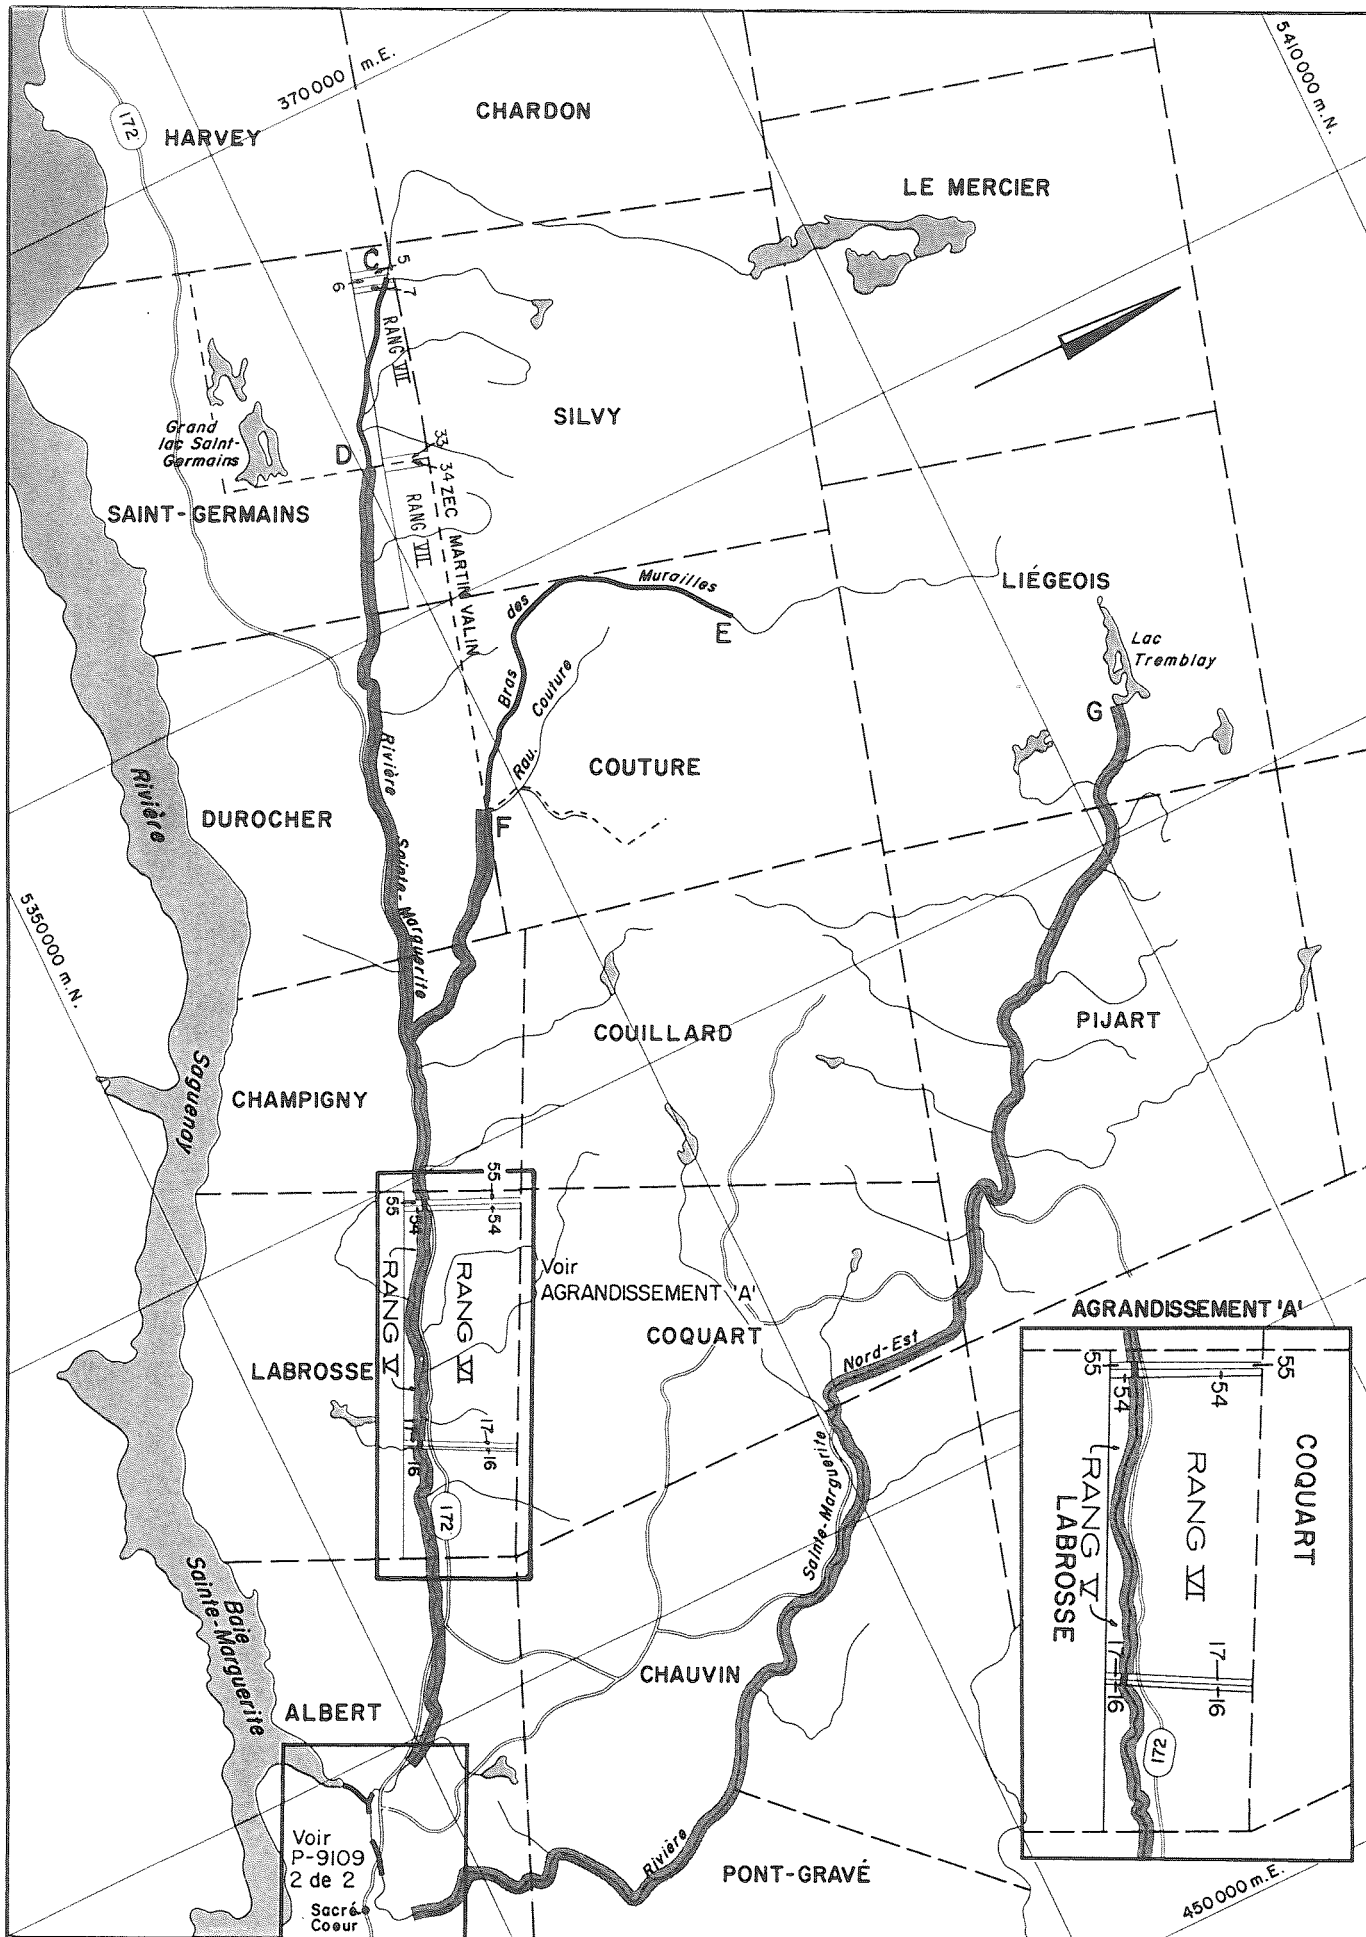 5410000 m.N.
370000 m.E.
172
HARVEY
CHARDON
LE MERCIER
C
5
6
7
RANG VII
Grand
lac Saint-
Germains
SILVY
D
33
34
ZEC MARTIN VALIN
RANG VII
SAINT-GERMAINS
Bras des Murailles
E
LIÉGEOIS
Lac
Tremblay
G
Rau. Couture
COUTURE
F
DUROCHER
Rivière Sainte-Marguerite
Rivière Saguenay
5350000 m.N.
COUILLARD
PIJART
CHAMPIGNY
55
54
55
54
RANG V
RANG VI
Voir
AGRANDISSEMENT 'A'
COQUART
LABROSSE
17
16
17
16
172
Nord-Est
Sainte-Marguerite
Rivière
AGRANDISSEMENT 'A'
55
54
55
54
COQUART
RANG VI
RANG V
LABROSSE
17
16
17
16
172
Baie
Sainte-Marguerite
CHAUVIN
ALBERT
PONT-GRAVÉ
Voir
P-9109
2 de 2
Sacré
Coeur
450000 m.E.